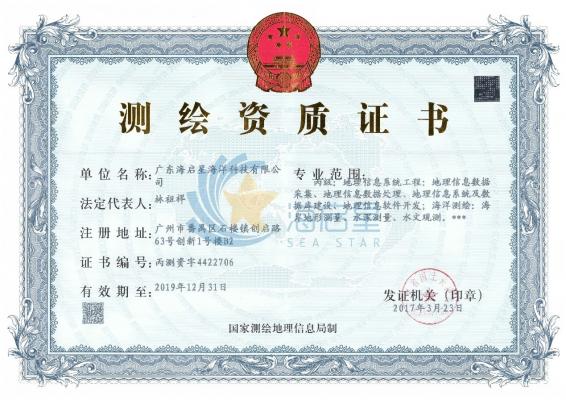 测绘资质证书
单位名称：广东海启星海洋科技有限公
司
法定代表人：林祖祥
注册地址：广州市番禺区石楼镇创启路
63号创新1号楼B2
证书编号：丙测资字4422706
有效期至：2019年12月31日
专业范围：
丙级：地理信息系统工程：地理信息数据
采集、地理信息数据处理、地理信息系统及数
据库建设、地理信息软件开发；海洋测绘：海
岸地形测量、水深测量、水文观测。***
海启星
SEA STAR
发证机关（印章）
2017年3月23日
国家测绘地理信息局制